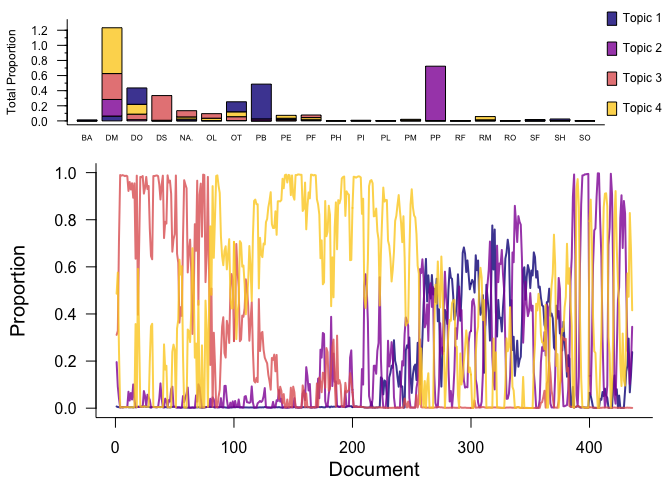 Total Proportion
1.2
1.0
0.8
0.6
0.4
0.2
0.0
BA DM DO DS NA. OL OT PB PE PF PH PI PL PM PP RF RM RO SF SH SO
Topic 1
Topic 2
Topic 3
Topic 4
Proportion
1.0
0.8
0.6
0.4
0.2
0.0
0 100 200 300 400
Document